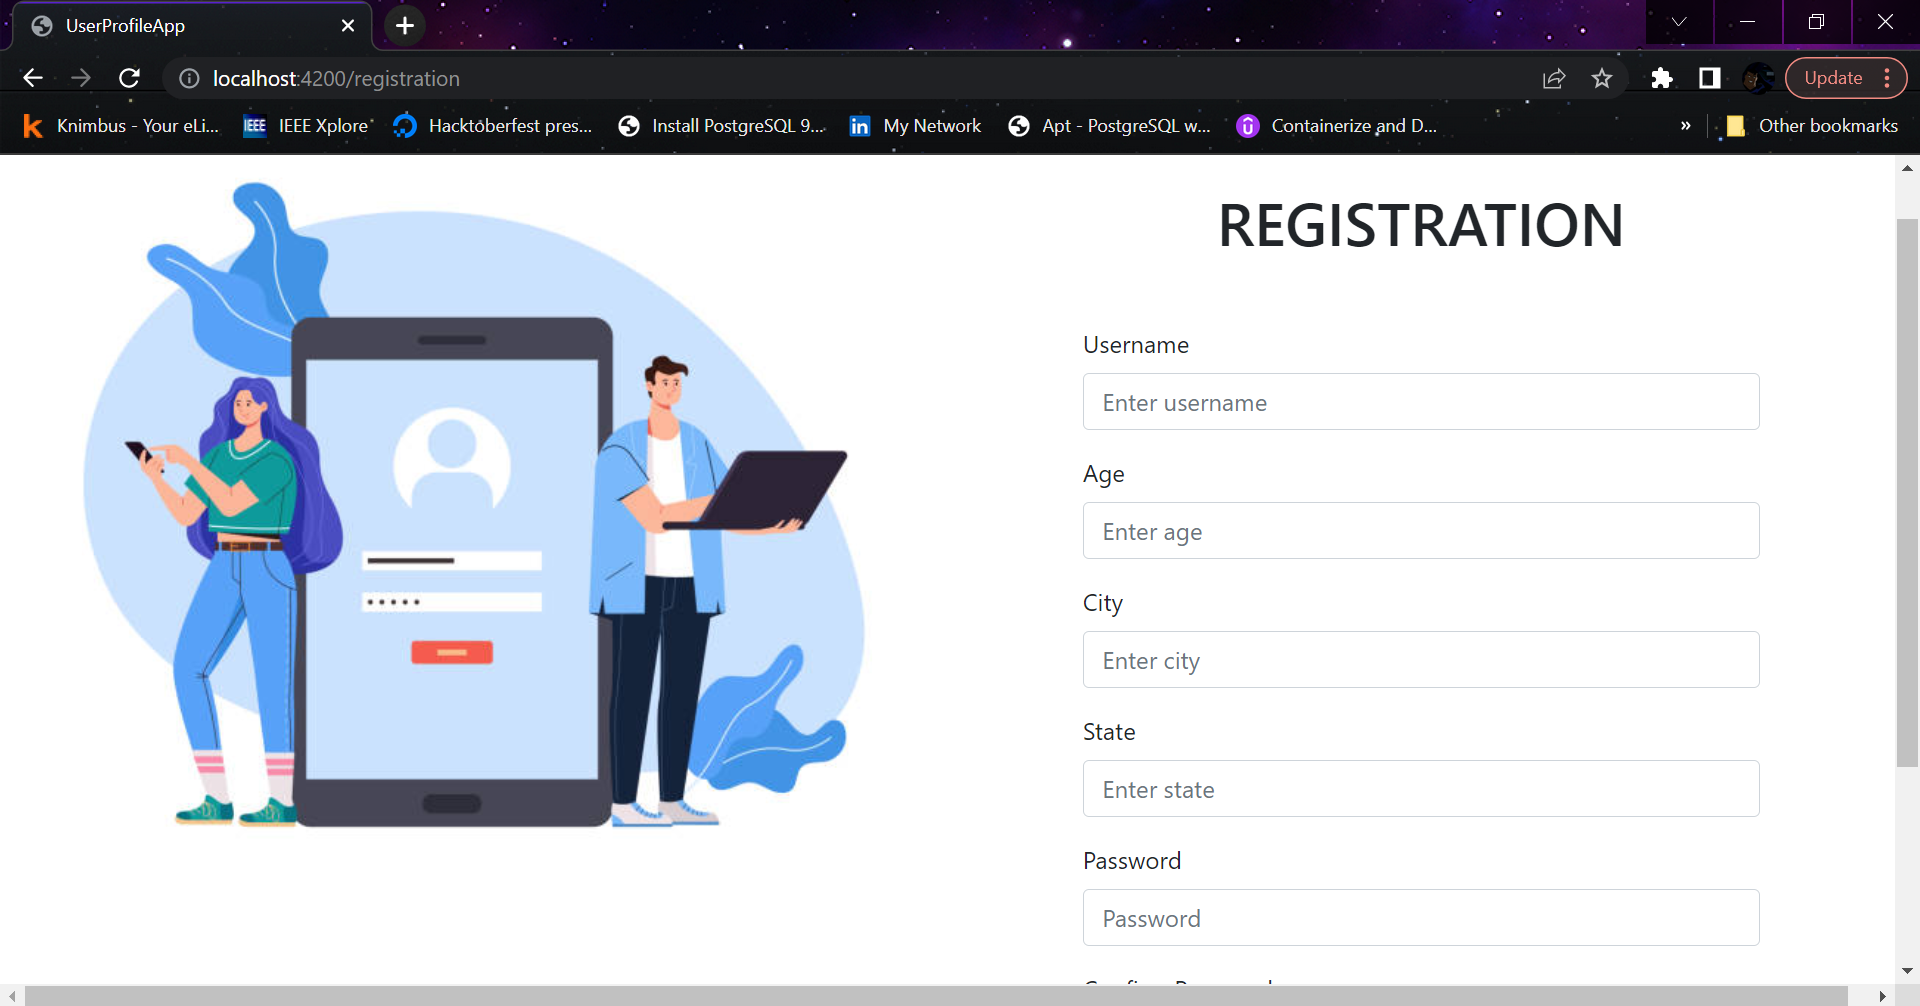 UserProfileApp
localhost:4200/registration
Update
Knimbus - Your eLi...
IEEE
IEEE Xplore
Hacktoberfest pres...
Install PostgreSQL 9....
in
My Network
Apt - PostgreSQL w...
Containerize and D...
»
Other bookmarks
REGISTRATION
Username
Enter username
Age
Enter age
City
Enter city
State
Enter state
Password
Password